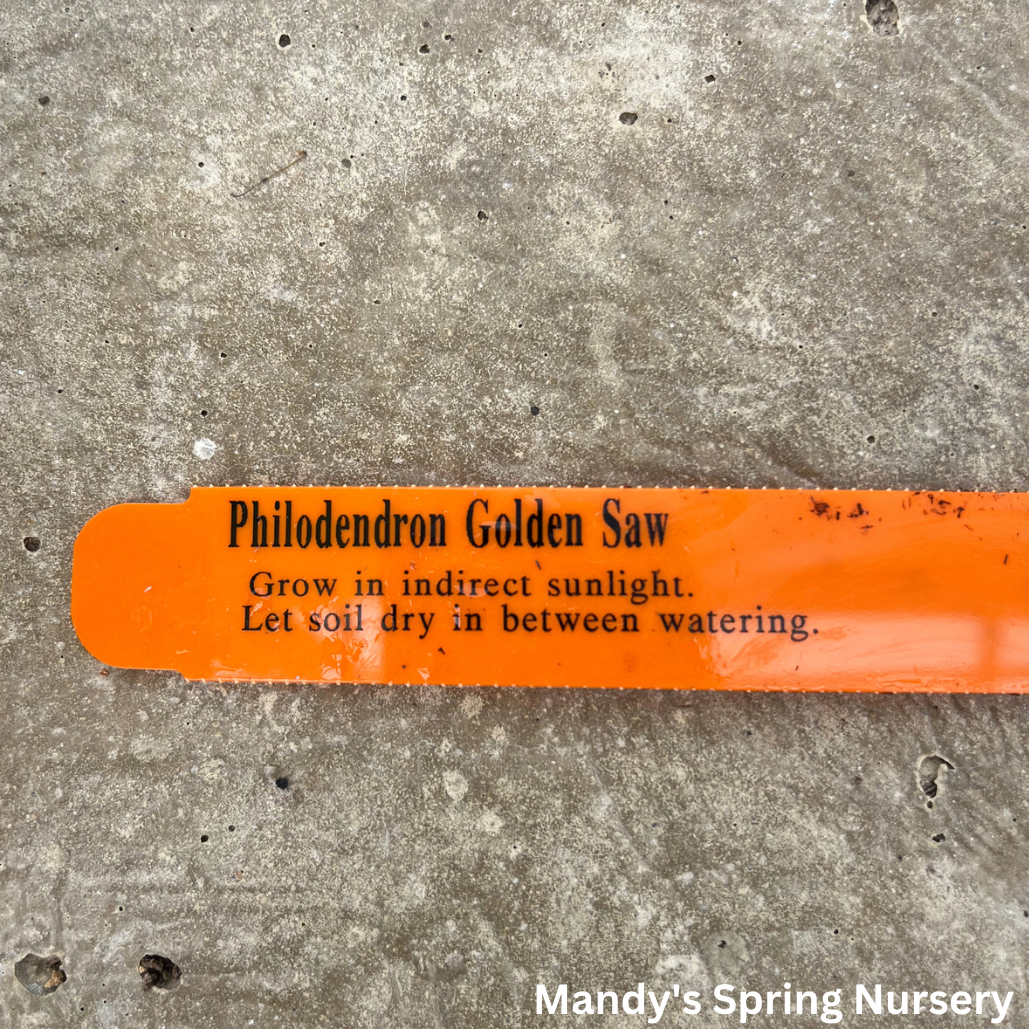 Philodendron Golden Saw
Grow in indirect sunlight.
Let soil dry in between watering.
Mandy's Spring Nursery